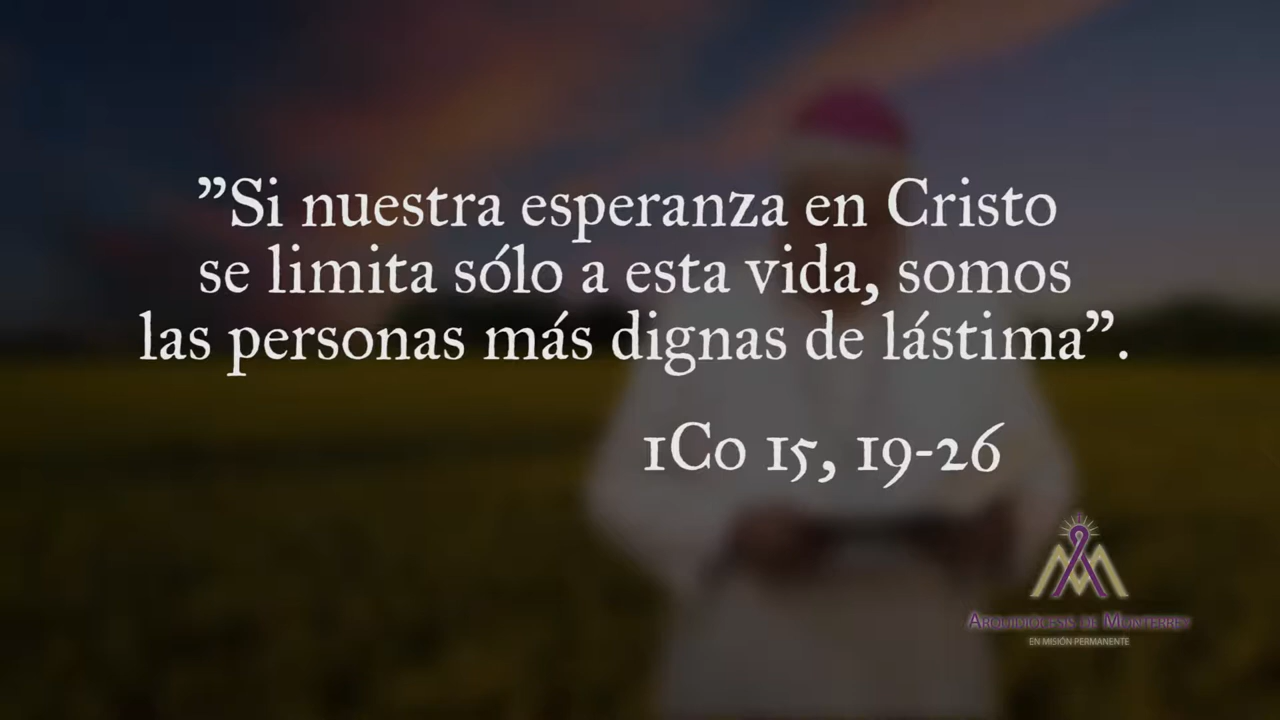 ”Si nuestra esperanza en Cristo
se limita sólo a esta vida, somos
las personas más dignas de lástima”.
1Co 15, 19-26
Arquidiócesis de Monterrey
EN MISIÓN PERMANENTE